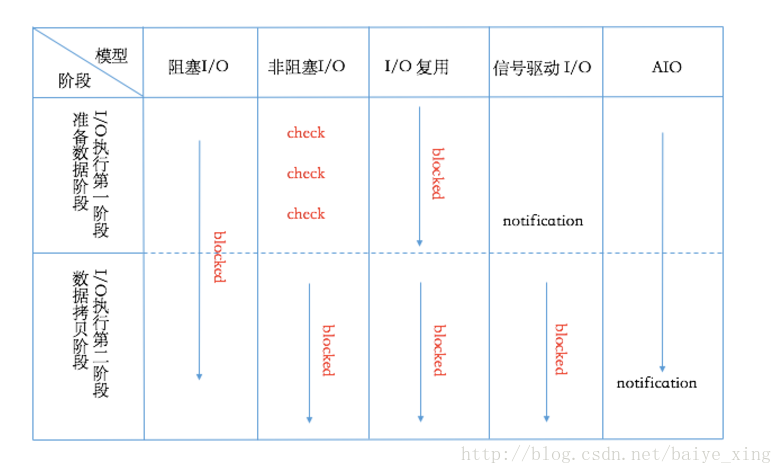 模型
阶段
阻塞I/O
非阻塞I/O
I/O 复用
信号驱动 I/O
AIO
I/O执行第一阶段
准备数据阶段
check
check
check
blocked
notification
blocked
I/O执行第二阶段
数据拷贝阶段
blocked
blocked
blocked
notification
http://blog.csdn.net/baiye_xing